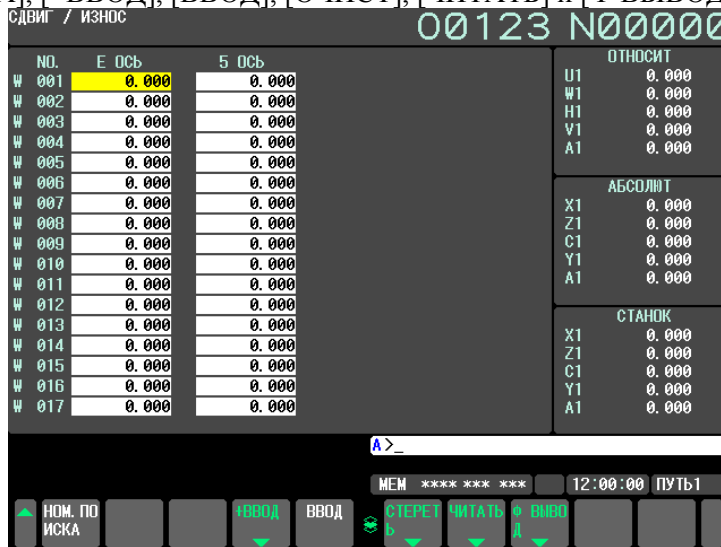 [+ВВОД], [ВВОД], [ЧИТАТЬ] и
СДВИГ / ИЗНОС
O0123 N00000
NO. E ОСЬ 5 ОСЬ
W 001 0.000 0.000
W 002 0.000 0.000
W 003 0.000 0.000
W 004 0.000 0.000
W 005 0.000 0.000
W 006 0.000 0.000
W 007 0.000 0.000
W 008 0.000 0.000
W 009 0.000 0.000
W 010 0.000 0.000
W 011 0.000 0.000
W 012 0.000 0.000
W 013 0.000 0.000
W 014 0.000 0.000
W 015 0.000 0.000
W 016 0.000 0.000
W 017 0.000 0.000
ОТНОСИТ
U1 0.000
W1 0.000
H1 0.000
V1 0.000
A1 0.000
АБСОЛЮТ
X1 0.000
Z1 0.000
C1 0.000
Y1 0.000
A1 0.000
СТАНОК
X1 0.000
Z1 0.000
C1 0.000
Y1 0.000
A1 0.000
A >_
MEM **** *** *** 12:00:00 ПУТЬ1
НОМ. ПО
ИСКА
+ВВОД
ВВОД
СТЕРЕТ
Ь
ЧИТАТЬ
Ф ВЫВО
Д